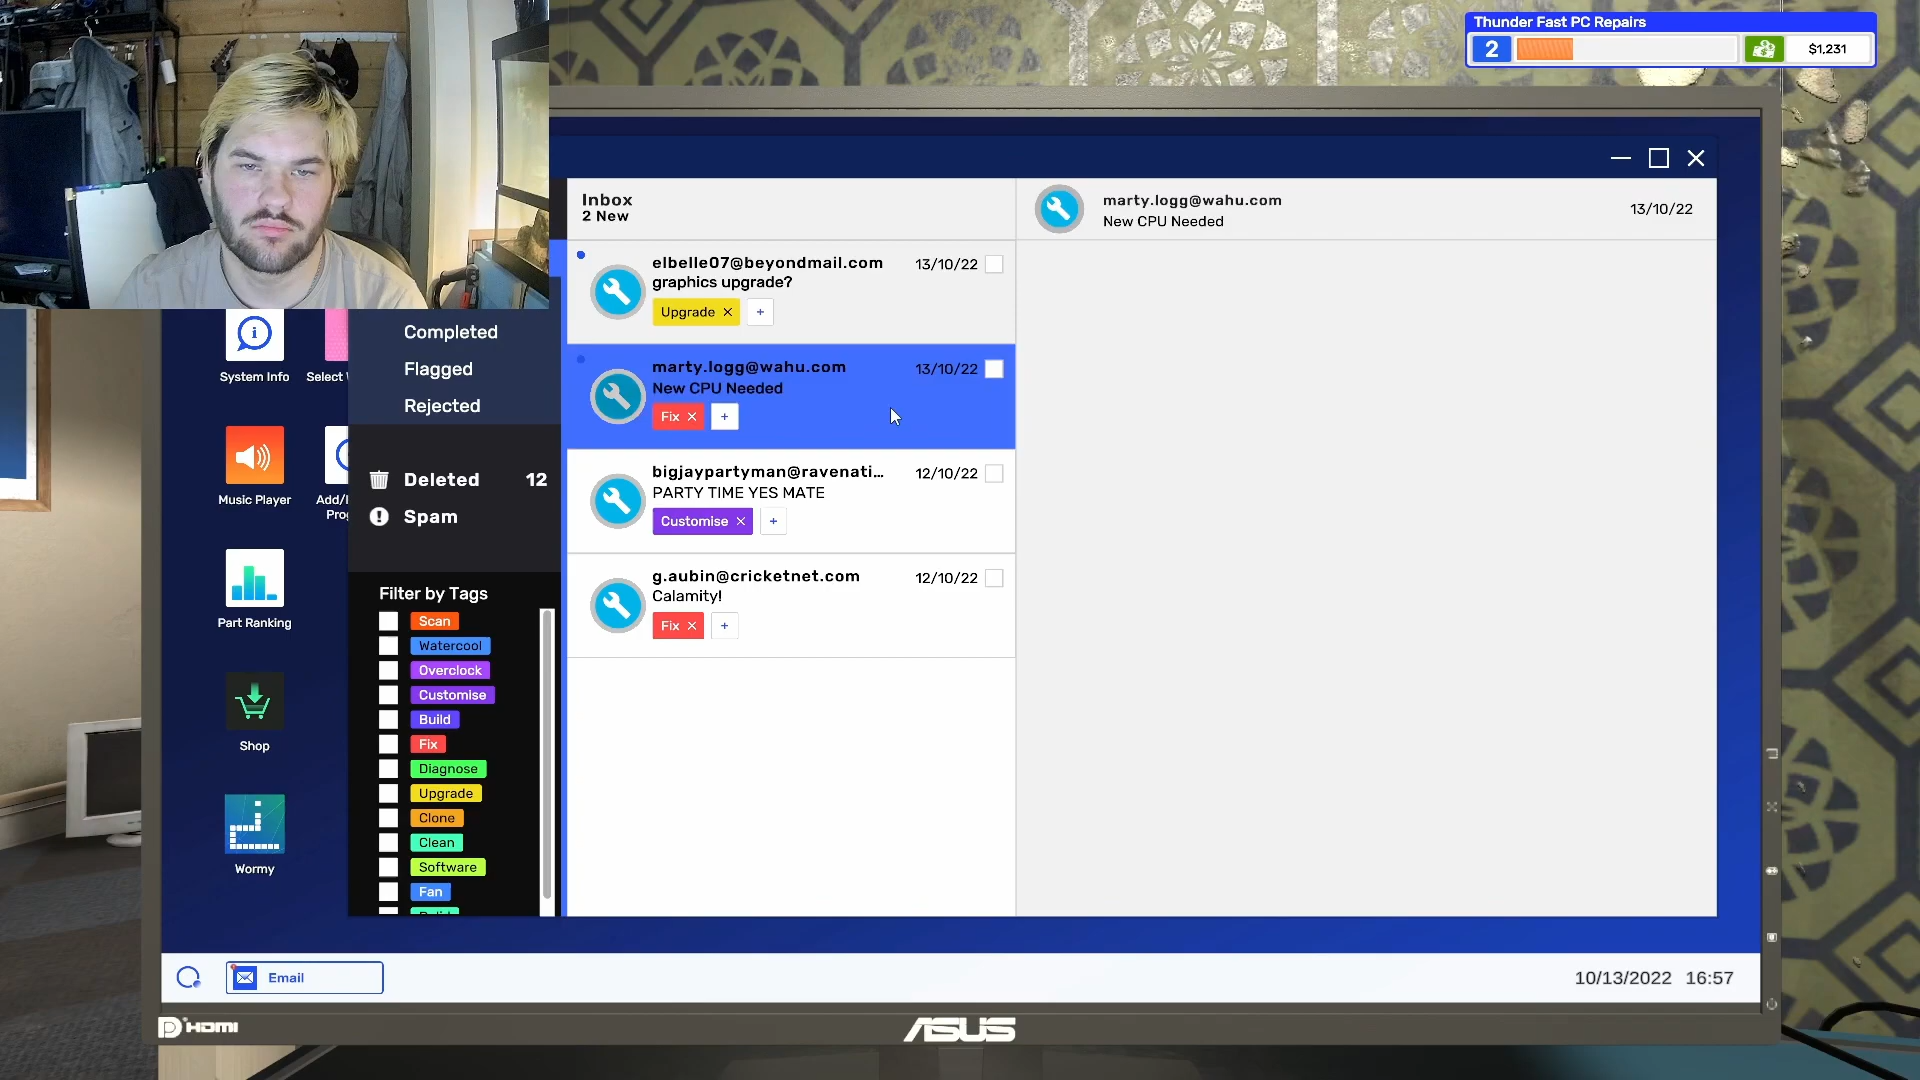 Thunder Fast PC Repairs
2
$1,231
Inbox
2 New
marty.logg@wahu.com
New CPU Needed
13/10/22
elbelle07@beyondmail.com
13/10/22
graphics upgrade?
Upgrade ×
+
marty.logg@wahu.com
13/10/22
New CPU Needed
Fix ×
+
bigjaypartyman@ravenati...
12/10/22
PARTY TIME YES MATE
Customise ×
+
g.aubin@cricketnet.com
12/10/22
Calamity!
Fix ×
+
Completed
Flagged
Rejected
Deleted 12
Spam
Filter by Tags
Scan
Watercool
Overclock
Customise
Build
Fix
Diagnose
Upgrade
Clone
Clean
Software
Fan
System Info
Select
Music Player
Part Ranking
Shop
Wormy
Email
10/13/2022 16:57
HDMI
ASUS